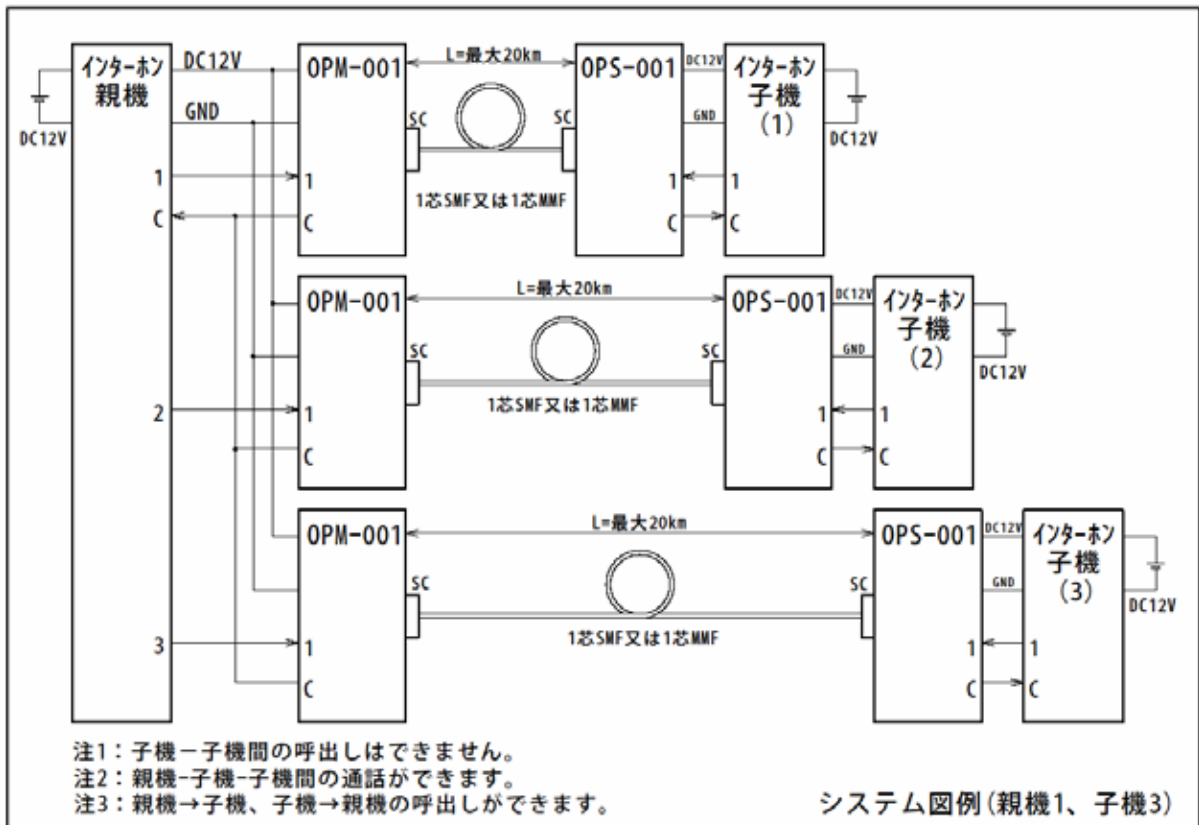 インターホン
親機
DC12V
GND
DC12V
1
C
2
3
OPM-001
L=最大20km
OPS-001
SC
SC
1芯SMF又は1芯MMF
1
C
DC12V
GND
1
C
インターホン
子機
(1)
1
C
DC12V
OPM-001
L=最大20km
OPS-001
SC
SC
1芯SMF又は1芯MMF
1
C
DC12V
GND
1
C
インターホン
子機
(2)
1
C
DC12V
OPM-001
L=最大20km
OPS-001
SC
SC
1芯SMF又は1芯MMF
1
C
DC12V
GND
1
C
インターホン
子機
(3)
1
C
DC12V
注1：子機－子機間の呼出しはできません。
注2：親機-子機-子機間の通話ができます。
注3：親機→子機、子機→親機の呼出しができます。
システム図例(親機1、子機3)